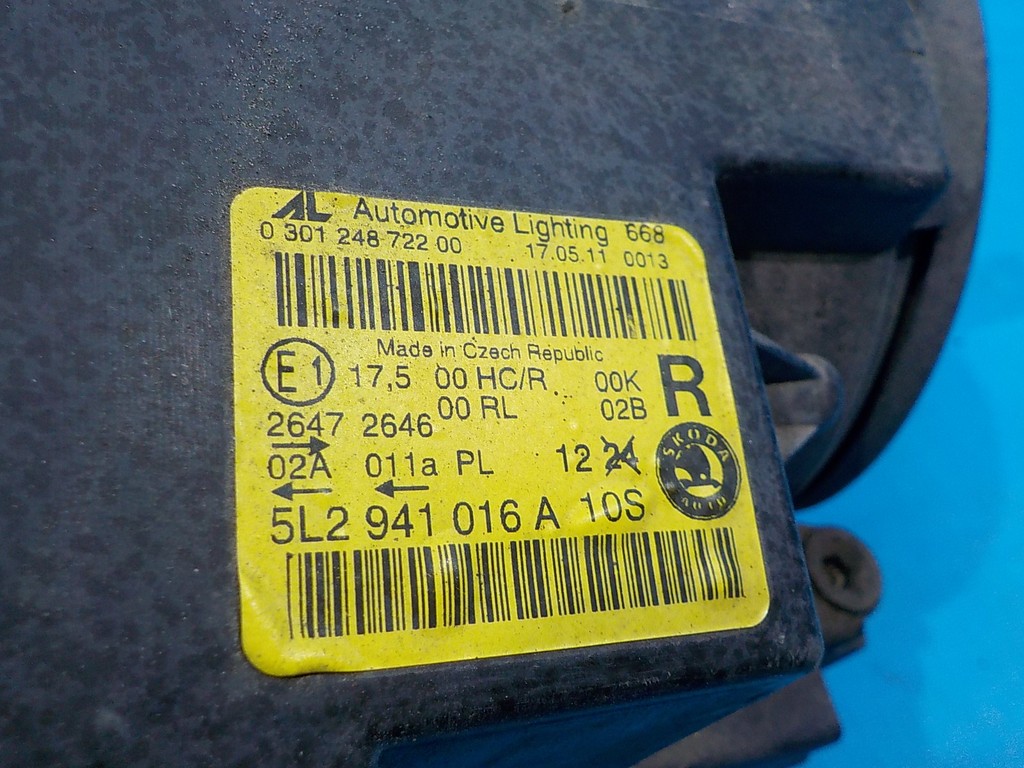 AL Automotive Lighting 668
0 301 248 722 00 17.05.11 0013
Made in Czech Republic
E1 17,5 00 HC/R 00K R
00 RL 02B
2647 2646
02A 011a PL 12 24
SKODA
AUTO
5L2 941 016 A 10S